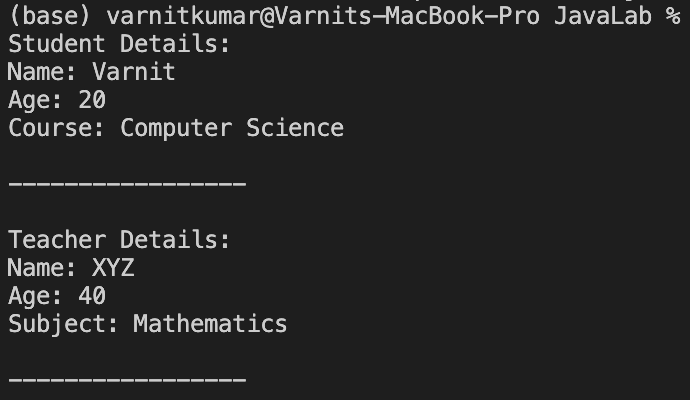 (base) varnitkumar@Varnits-MacBook-Pro JavaLab %
Student Details:
Name: Varnit
Age: 20
Course: Computer Science
-----------------
Teacher Details:
Name: XYZ
Age: 40
Subject: Mathematics
-----------------